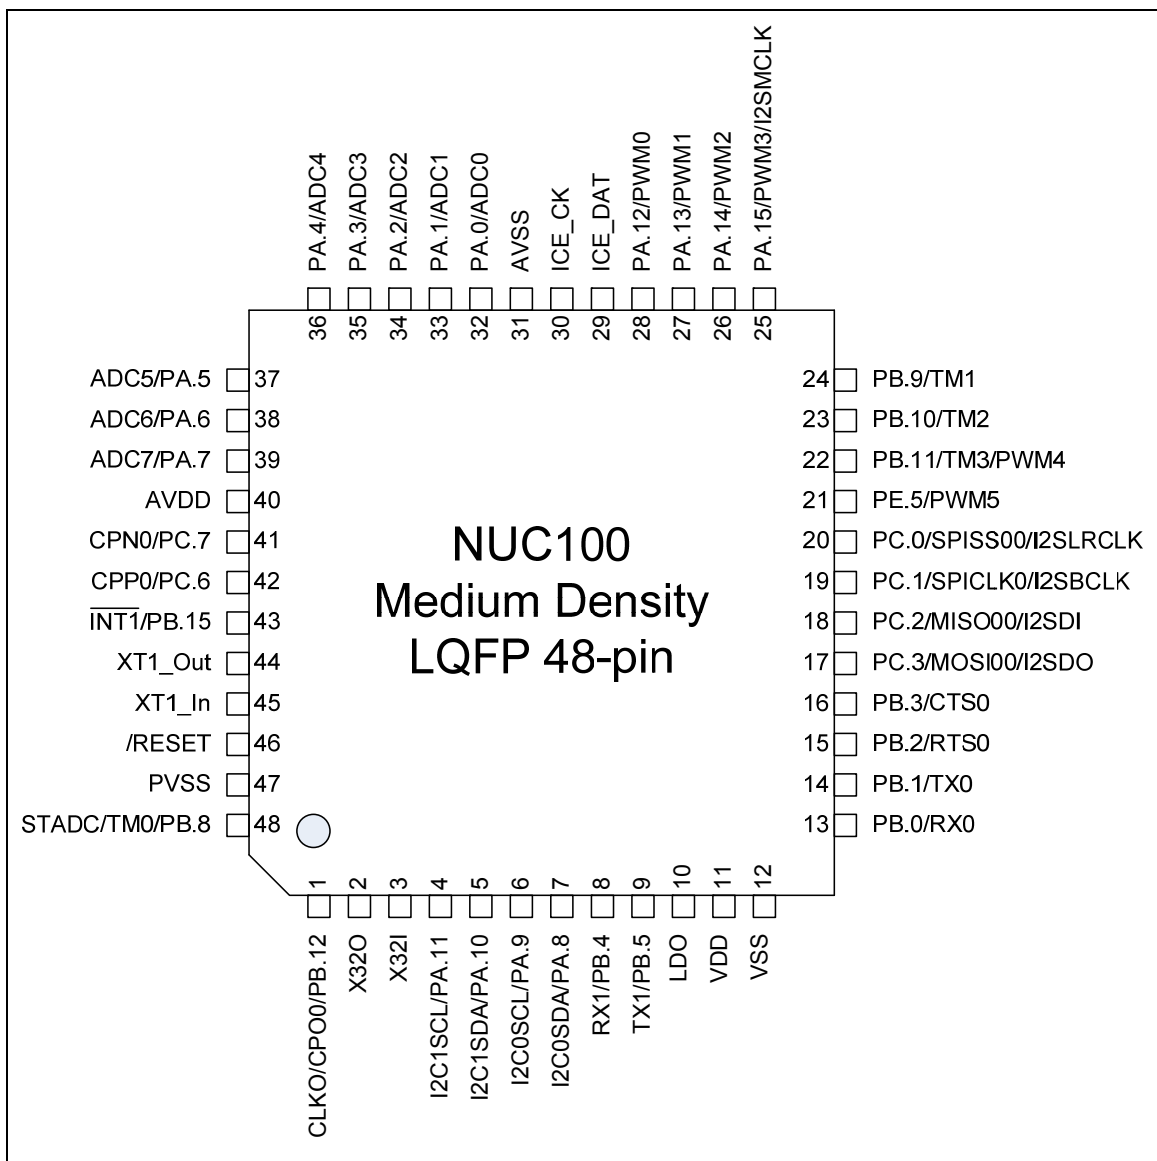 PA.4/ADC4
PA.3/ADC3
PA.2/ADC2
PA.1/ADC1
PA.0/ADC0
AVSS
ICE_CK
ICE_DAT
PA.12/PWM0
PA.13/PWM1
PA.14/PWM2
PA.15/PWM3/I2SMCLK
36
35
34
33
32
31
30
29
28
27
26
25
ADC5/PA.5 37
ADC6/PA.6 38
ADC7/PA.7 39
AVDD 40
CPN0/PC.7 41
CPP0/PC.6 42
INT1/PB.15 43
XT1_Out 44
XT1_In 45
/RESET 46
PVSS 47
STADC/TM0/PB.8 48
NUC100
Medium Density
LQFP 48-pin
24 PB.9/TM1
23 PB.10/TM2
22 PB.11/TM3/PWM4
21 PE.5/PWM5
20 PC.0/SPISS00/I2SLRCLK
19 PC.1/SPICLK0/I2SBCLK
18 PC.2/MISO00/I2SDI
17 PC.3/MOSI00/I2SDO
16 PB.3/CTS0
15 PB.2/RTS0
14 PB.1/TX0
13 PB.0/RX0
1
2
3
4
5
6
7
8
9
10
11
12
CLKO/CPO0/PB.12
X32O
X32I
I2C1SCL/PA.11
I2C1SDA/PA.10
I2C0SCL/PA.9
I2C0SDA/PA.8
RX1/PB.4
TX1/PB.5
LDO
VDD
VSS